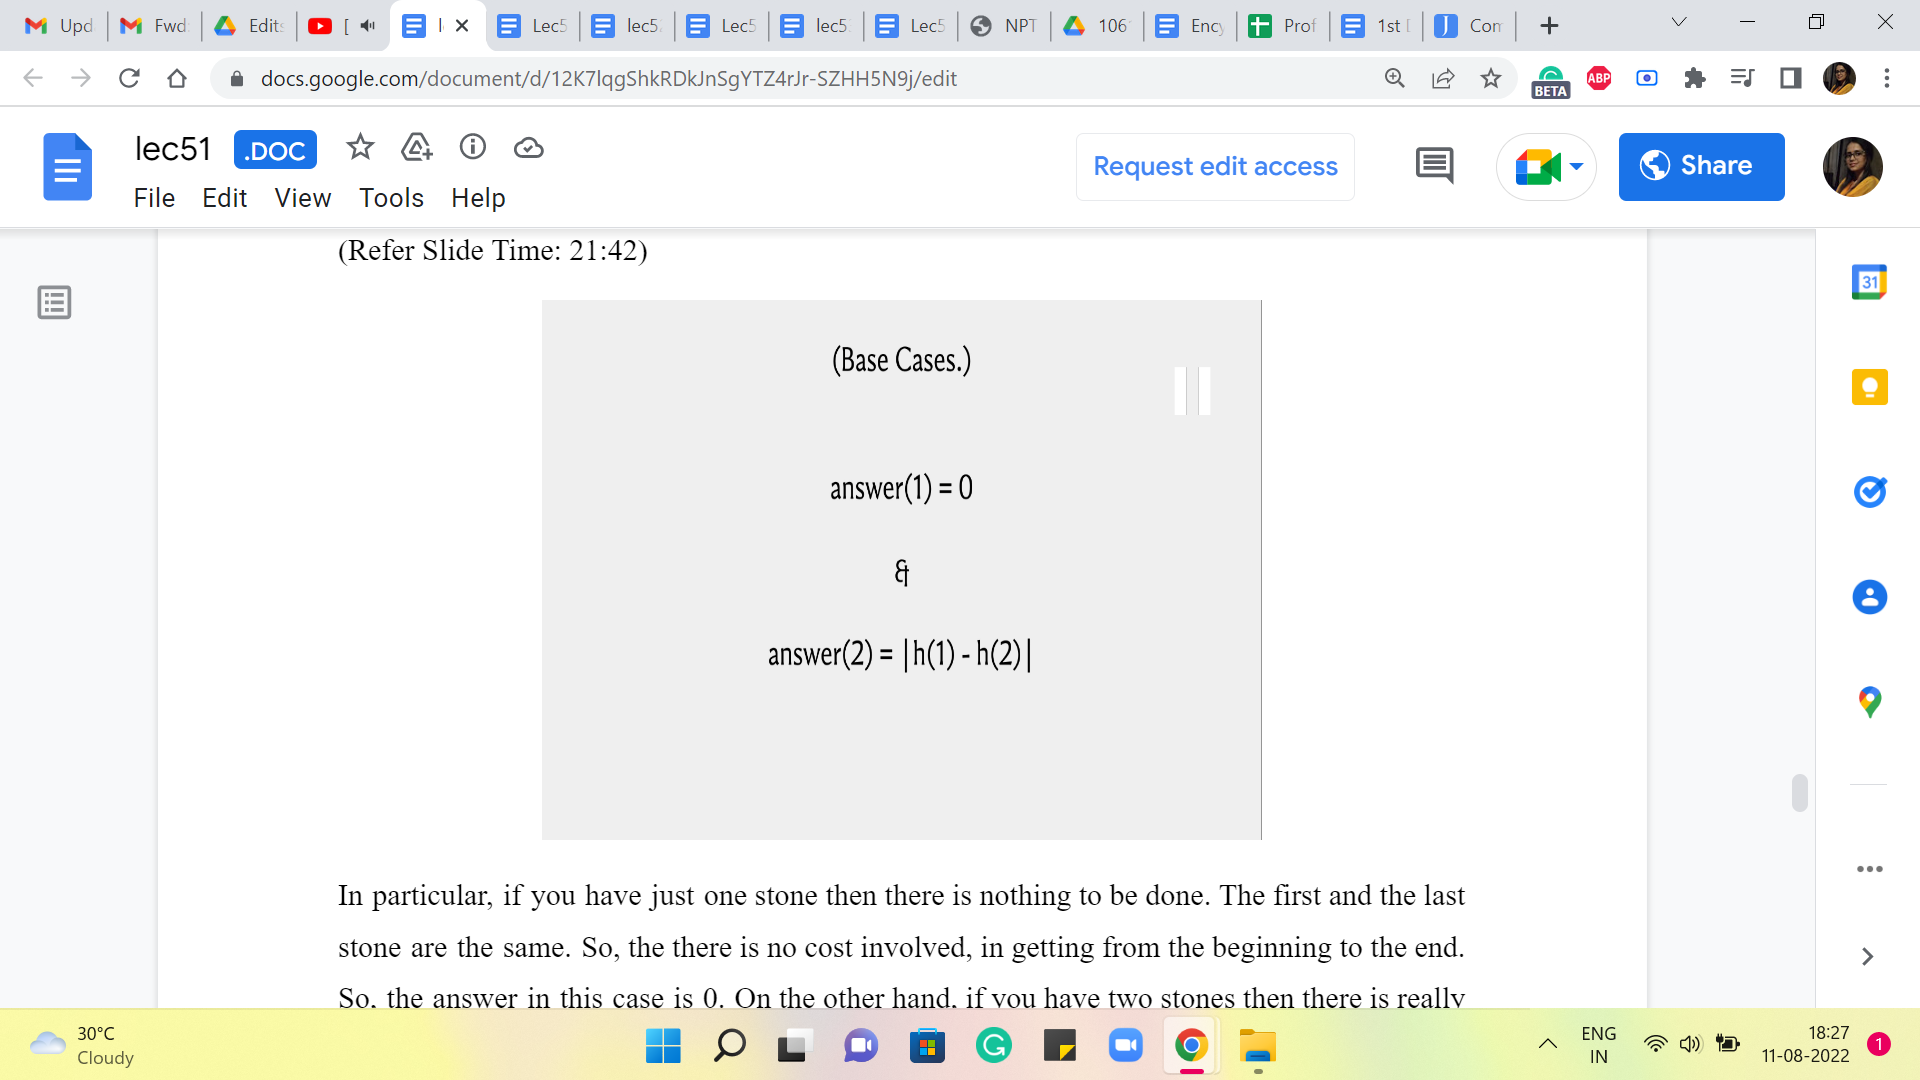 Upd
Fwd
Edits
[
l
Lec5
lec5
Lec5
lec5
Lec5
NPT
106
Ency
Prof
1st
Com
docs.google.com/document/d/12K7lqgShkRDkJnSgYTZ4rJr-SZHH5N9j/edit
BETA
ABP
lec51 .DOC
Request edit access
Share
File Edit View Tools Help
31
(Refer Slide Time: 21:42)
(Base Cases.)
answer(1) = 0
&
answer(2) = |h(1) - h(2)|
In particular, if you have just one stone then there is nothing to be done. The first and the last
stone are the same. So, the there is no cost involved, in getting from the beginning to the end.
So, the answer in this case is 0. On the other hand, if you have two stones then there is really
30°C
Cloudy
ENG
IN
18:27
11-08-2022
1